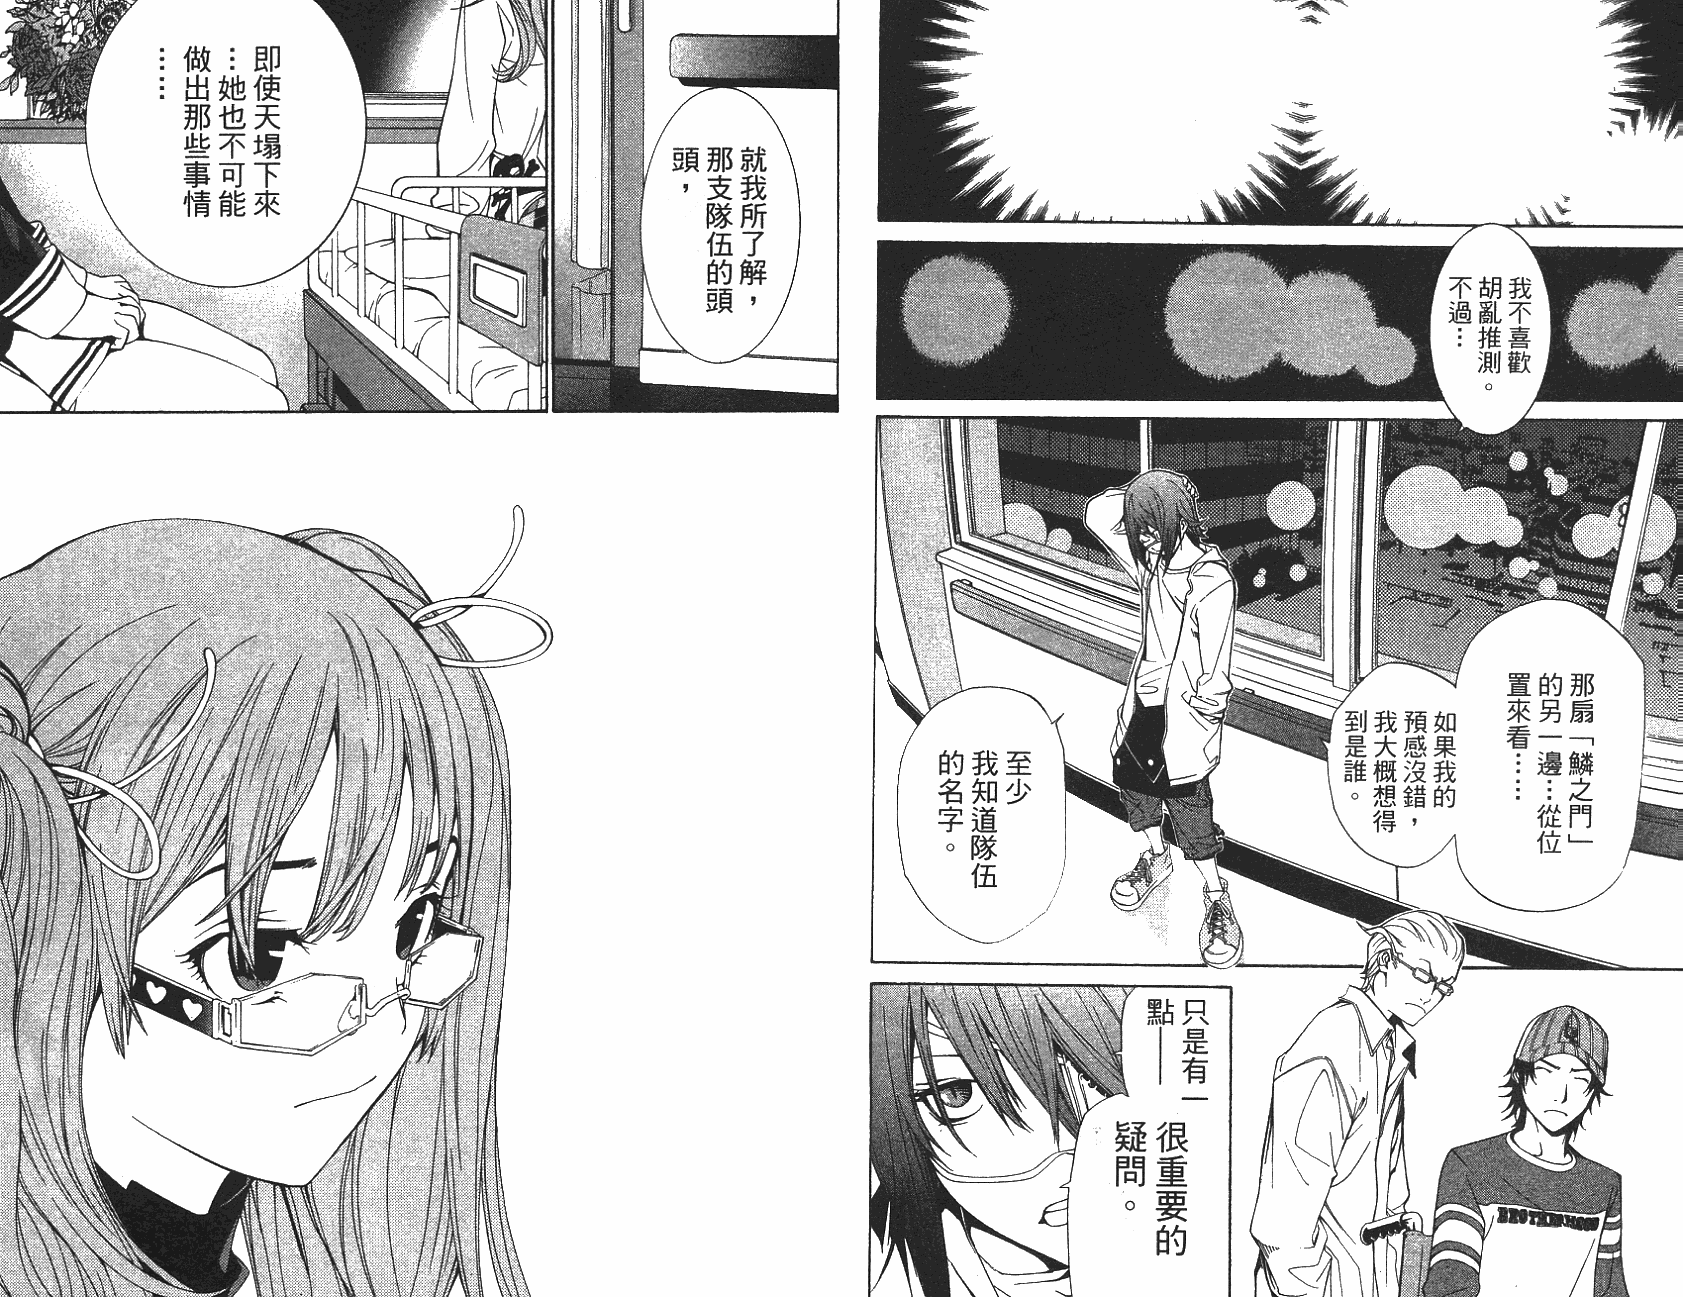 我不喜歡
胡亂推測。
不過…
那扇「鱗之門」
的另一邊…從位
置來看……
如果我的
預感沒錯，
我大概想得
到是誰。
至少
我知道隊伍
的名字。
BROTHERHOOD
只是有一
點——
很重要的
疑問。
就我所了解，
那支隊伍的頭
頭，
即使天塌下來
…她也不可能
做出那些事情
……